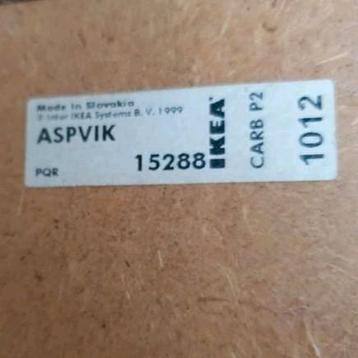 Made in Slovakia
© Inter IKEA Systems B. V. 1999
ASPVIK
PQR
15288
IKEA
CARB P2
1012